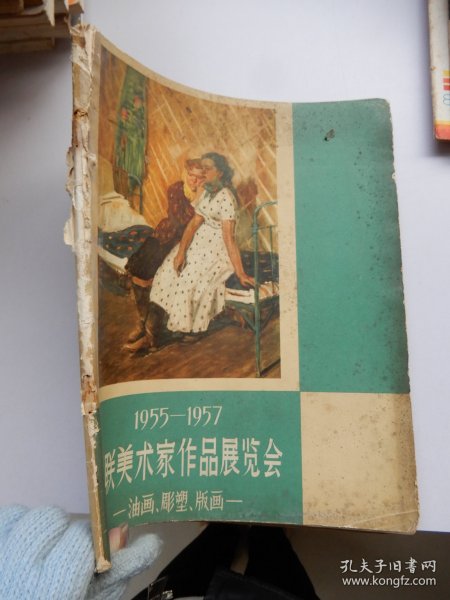 1955—1957
联美术家作品展览会
—油画、雕塑、版画—
孔夫子旧书网
www.kongfz.com